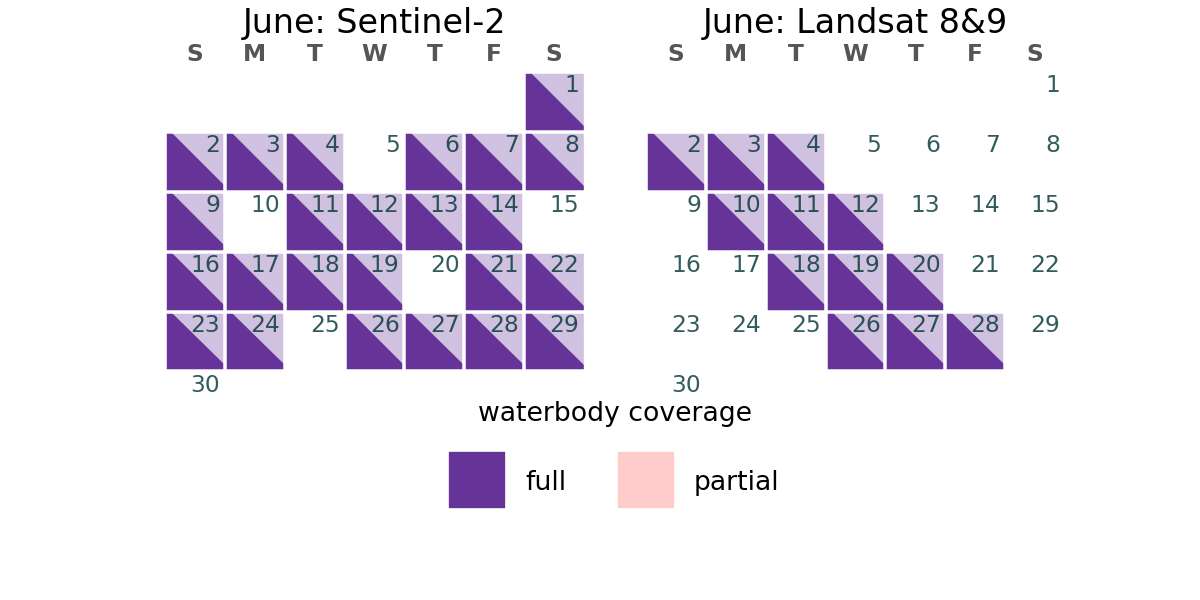 June: Sentinel-2
S M T W T F S
1
2 3 4 5 6 7 8
9 10 11 12 13 14 15
16 17 18 19 20 21 22
23 24 25 26 27 28 29
30
June: Landsat 8&9
S M T W T F S
1
2 3 4 5 6 7 8
9 10 11 12 13 14 15
16 17 18 19 20 21 22
23 24 25 26 27 28 29
30
waterbody coverage
full partial